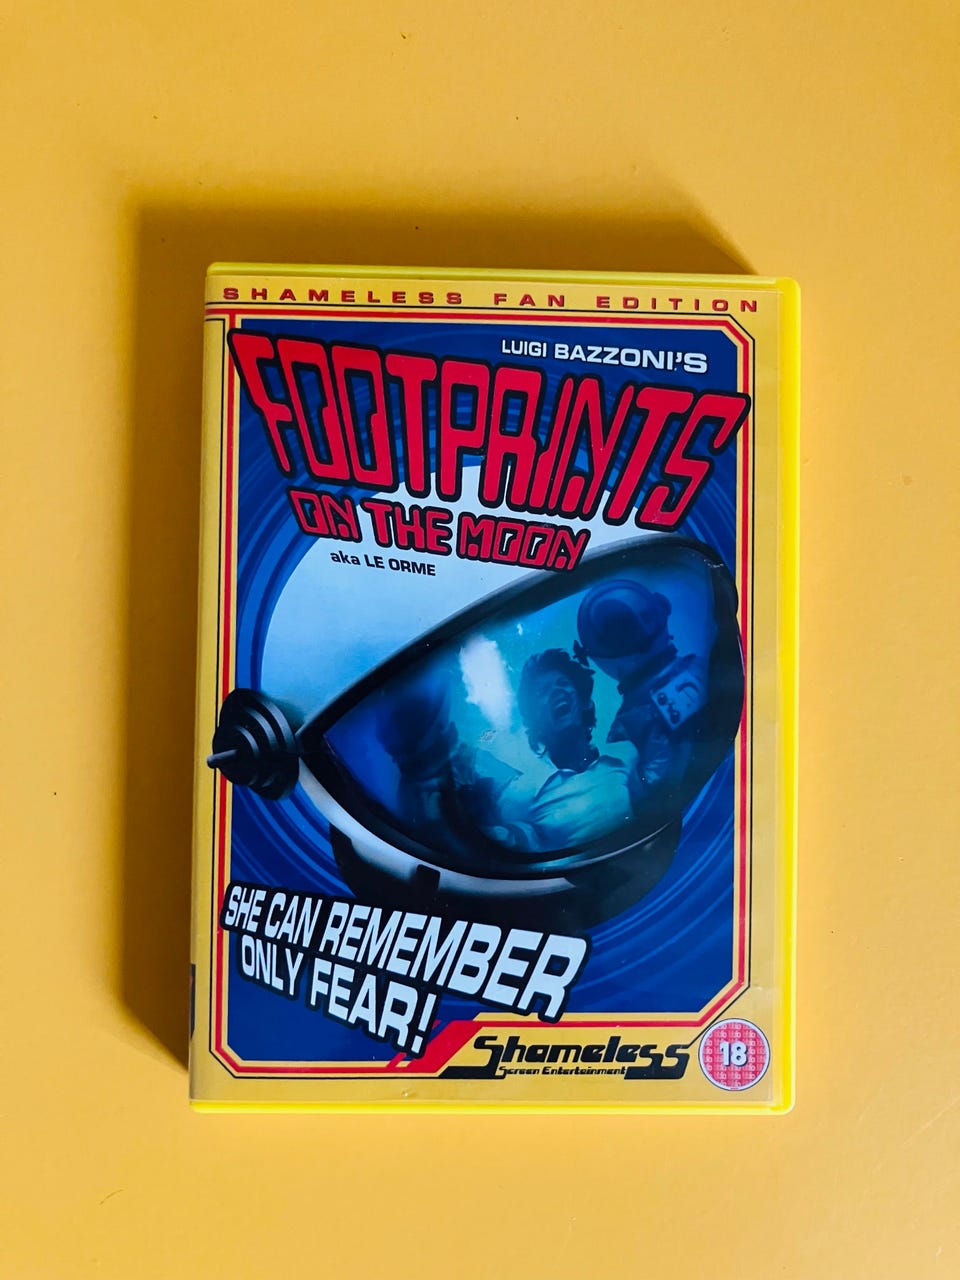 SHAMELESS FAN EDITION
LUIGI BAZZONI'S
FOOTPRINTS
ON THE MOON
aka LE ORME
SHE CAN REMEMBER
ONLY FEAR!
Shameless
Screen Entertainment
18